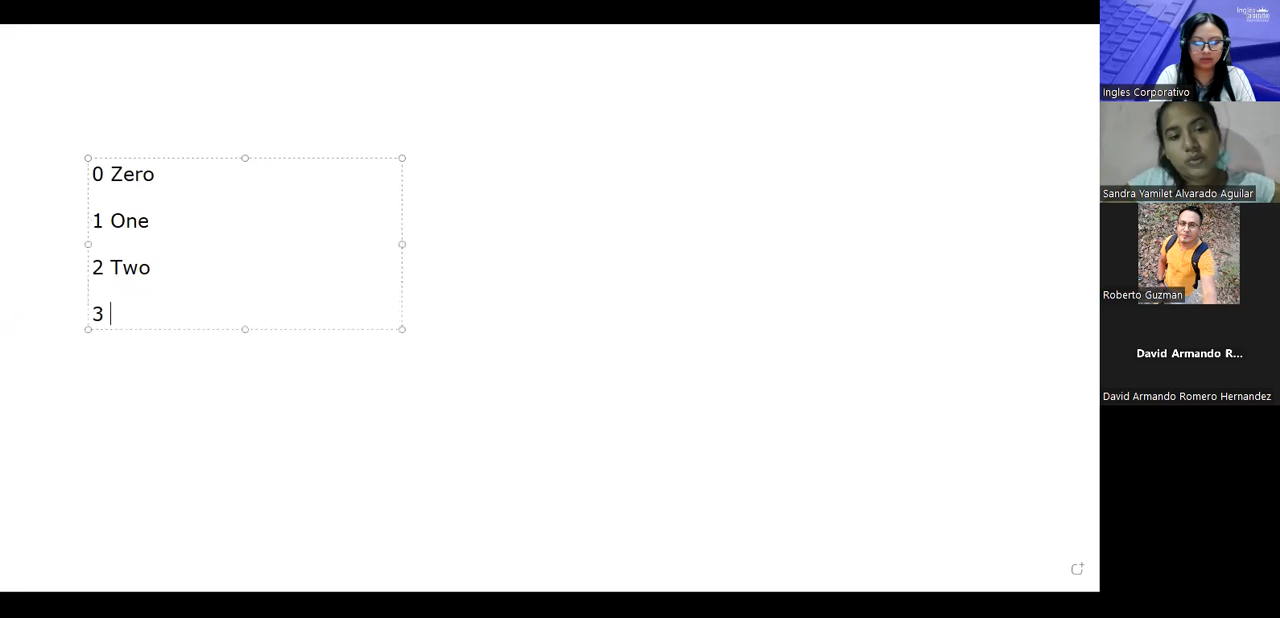 0 Zero
1 One
2 Two
3
Ingles
Ingles Corporativo
Sandra Yamilet Alvarado Aguilar
Roberto Guzman
David Armando R...
David Armando Romero Hernandez